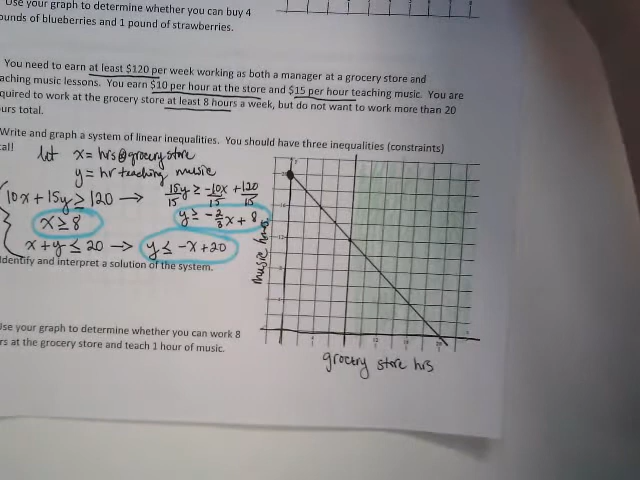 Use your graph to determine whether you can buy 4
ounds of blueberries and 1 pound of strawberries.
You need to earn at least $120 per week working as both a manager at a grocery store and
aching music lessons. You earn $10 per hour at the store and $15 per hour teaching music. You are
quired to work at the grocery store at least 8 hours a week, but do not want to work more than 20
urs total.
Write and graph a system of linear inequalities. You should have three inequalities (constraints)
call
let x = hrs @ grocery store
y = hr teaching music
10x + 15y ≥ 120 → 15y/15 ≥ -10x/15 + 120/15
y ≥ -2/3x + 8
x ≥ 8
x + y ≤ 20 → y ≤ -x + 20
Identify and interpret a solution of the system.
music hrs
Use your graph to determine whether you can work 8
rs at the grocery store and teach 1 hour of music.
grocery store hrs